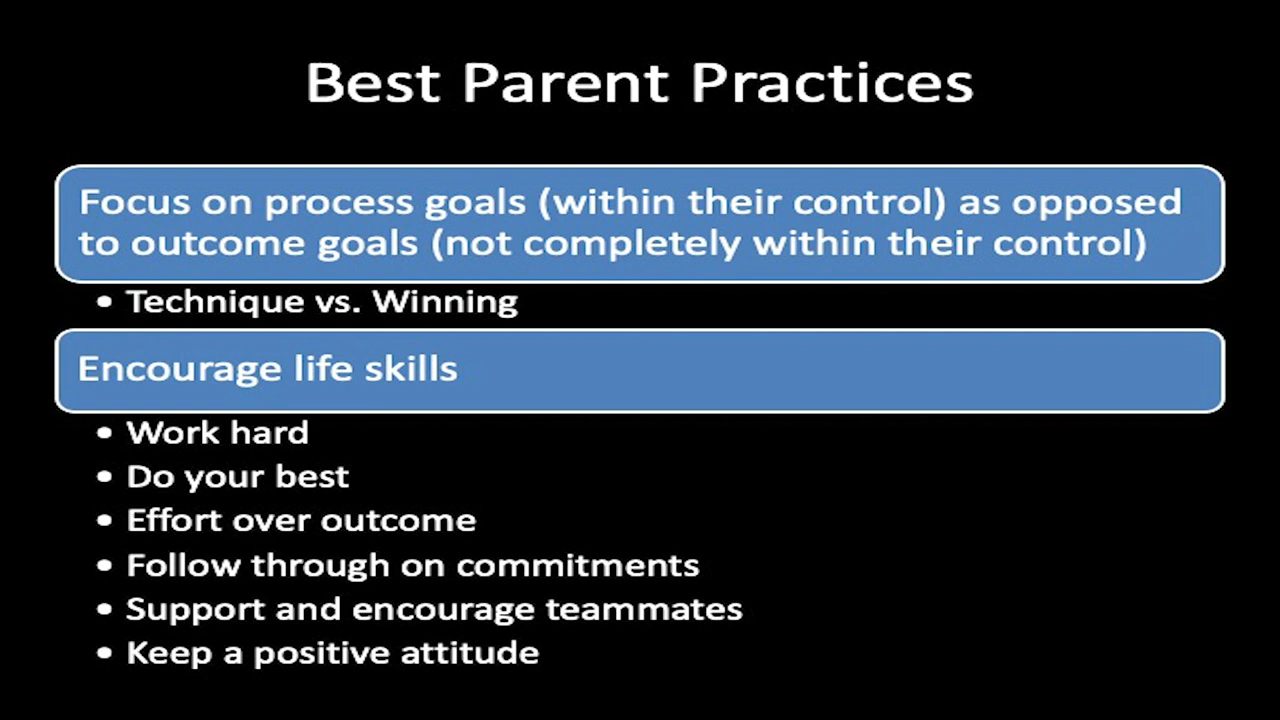 Best Parent Practices
Focus on process goals (within their control) as opposed
to outcome goals (not completely within their control)
• Technique vs. Winning
Encourage life skills
• Work hard
• Do your best
• Effort over outcome
• Follow through on commitments
• Support and encourage teammates
• Keep a positive attitude